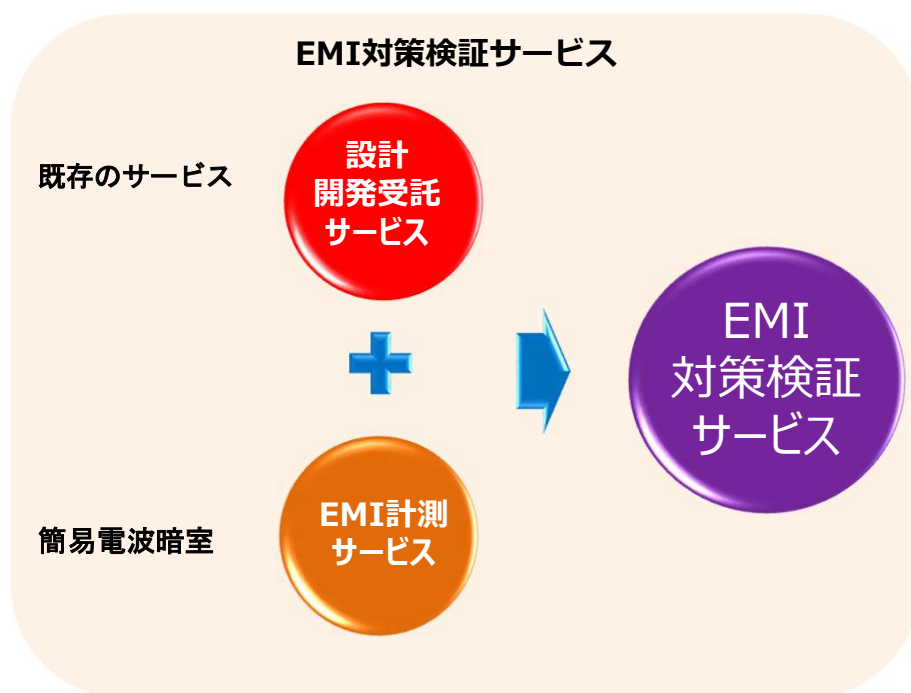 EMI対策検証サービス
既存のサービス
設計
開発受託
サービス
EMI
対策検証
サービス
簡易電波暗室
EMI計測
サービス